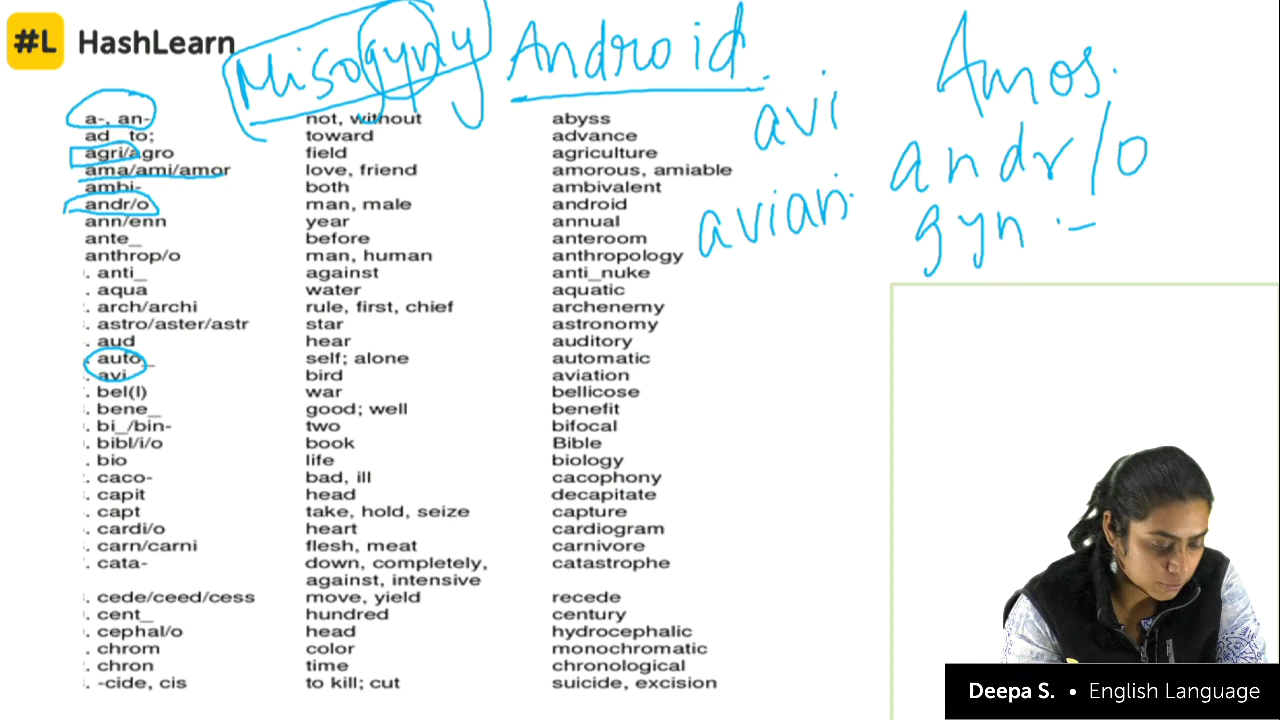 #L HashLearn
Misogyny Android
Amos.
avi
andr/o
avian.
gyn :-
a-, an- not, without abyss
ad_ to; toward advance
agri/agro field agriculture
ama/ami/amor love, friend amorous, amiable
ambi- both ambivalent
andr/o man, male android
ann/enn year annual
ante_ before anteroom
anthrop/o man, human anthropology
. anti_ against anti_nuke
. aqua water aquatic
. arch/archi rule, first, chief archenemy
. astro/aster/astr star astronomy
. aud hear auditory
. auto_ self; alone automatic
. avi bird aviation
. bel(l) war bellicose
. bene_ good; well benefit
. bi_/bin- two bifocal
. bibl/i/o book Bible
. bio life biology
. caco- bad, ill cacophony
. capit head decapitate
. capt take, hold, seize capture
. cardi/o heart cardiogram
. carn/carni flesh, meat carnivore
. cata- down, completely, catastrophe
against, intensive
. cede/ceed/cess move, yield recede
. cent_ hundred century
. cephal/o head hydrocephalic
. chrom color monochromatic
. chron time chronological
. -cide, cis to kill; cut suicide, excision
Deepa S. • English Language